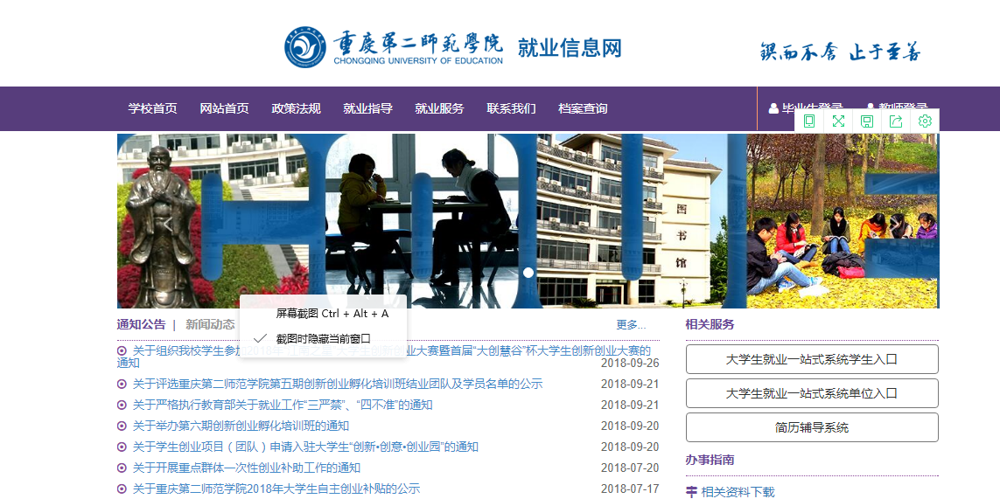 重庆第二师范学院 就业信息网
CHONGQING UNIVERSITY OF EDUCATION
锲而不舍 止于至善
学校首页 网站首页 政策法规 就业指导 就业服务 联系我们 档案查询 毕业生登录 教师登录
图
书
馆
屏幕截图 Ctrl + Alt + A
截图时隐藏当前窗口
通知公告 | 新闻动态 更多...
关于组织我校学生参加2018年"大学生创新创业大赛暨首届"大创慧谷"杯大学生创新创业大赛的
通知 2018-09-26
关于评选重庆第二师范学院第五期创新创业孵化培训班结业团队及学员名单的公示 2018-09-21
关于严格执行教育部关于就业工作"三严禁"、"四不准"的通知 2018-09-21
关于举办第六期创新创业孵化培训班的通知 2018-09-20
关于学生创业项目（团队）申请入驻大学生"创新•创意•创业园"的通知 2018-09-20
关于开展重点群体一次性创业补助工作的通知 2018-07-20
关于重庆第二师范学院2018年大学生自主创业补贴的公示 2018-07-17
相关服务
大学生就业一站式系统学生入口
大学生就业一站式系统单位入口
简历辅导系统
办事指南
相关资料下载